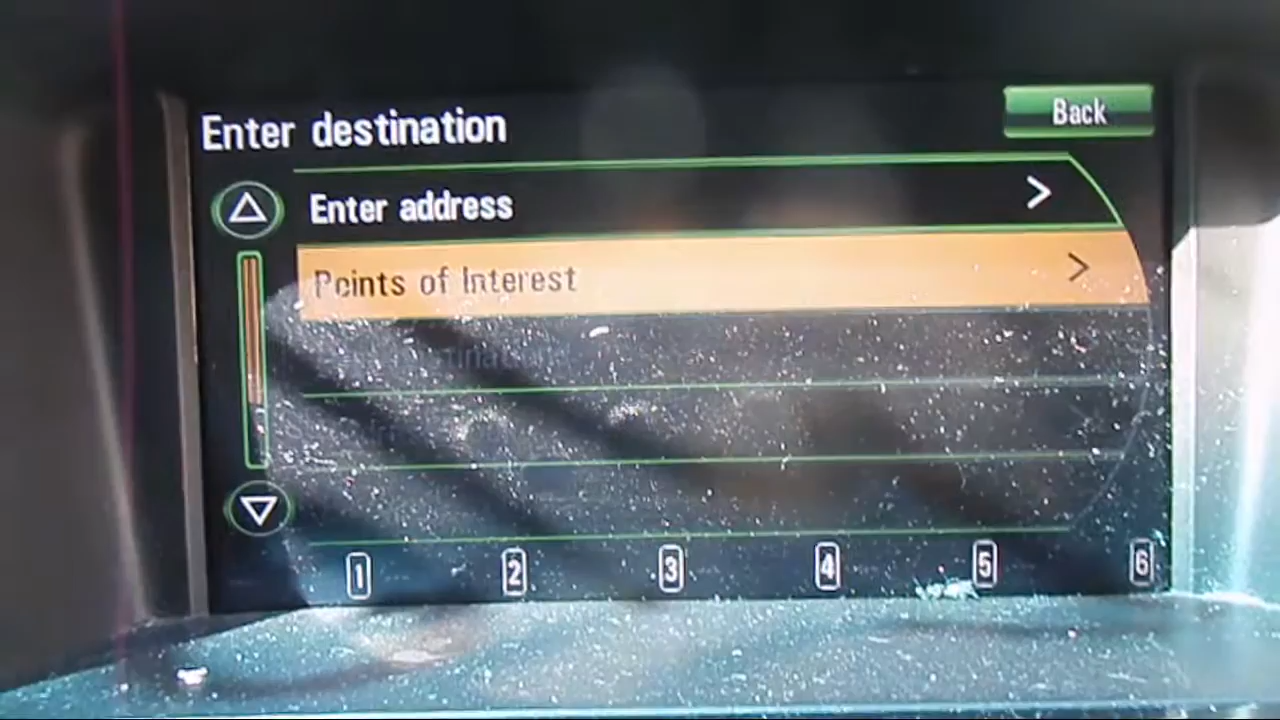 Enter destination
Back
Enter address
Points of Interest
1 2 3 4 5 6